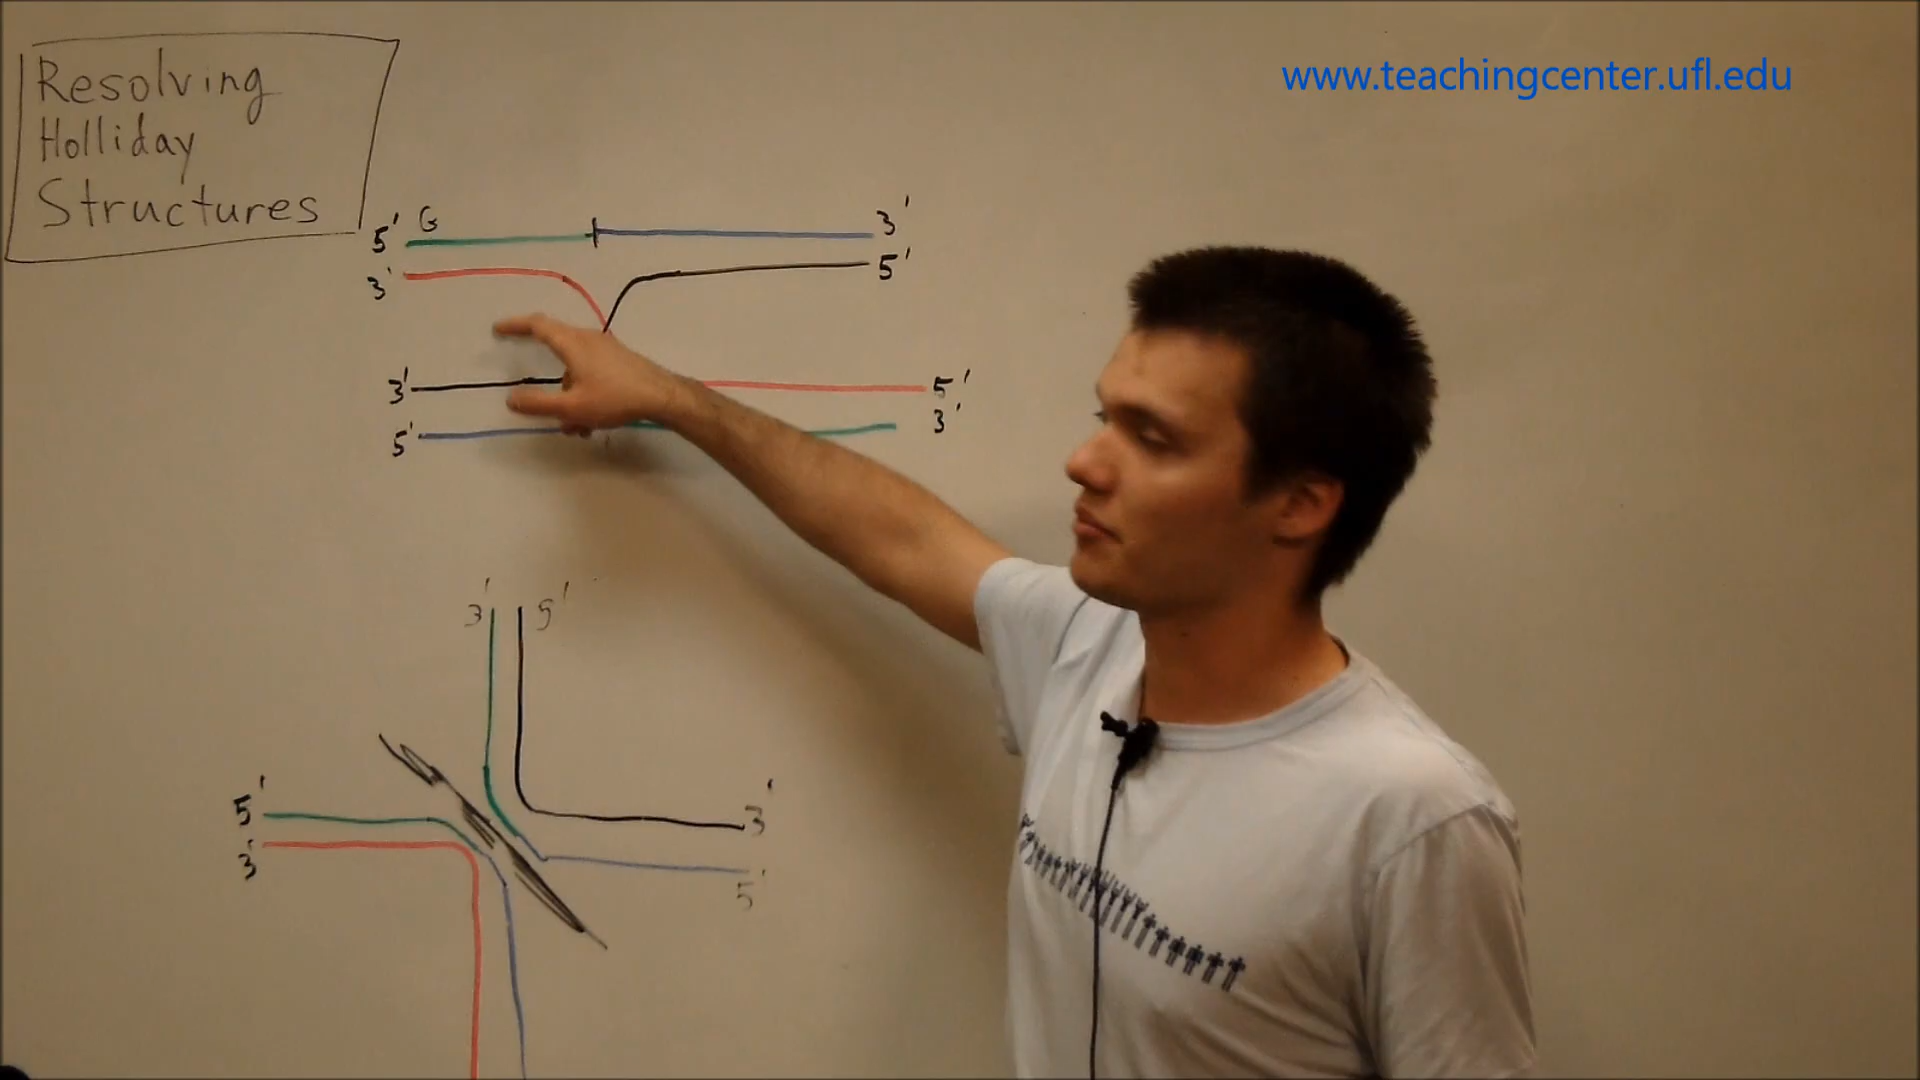 Resolving
Holliday
Structures
www.teachingcenter.ufl.edu
5' G 3'
3' 5'
3' 5'
5' 3'
3' 5'
5' 3'
3' 5'